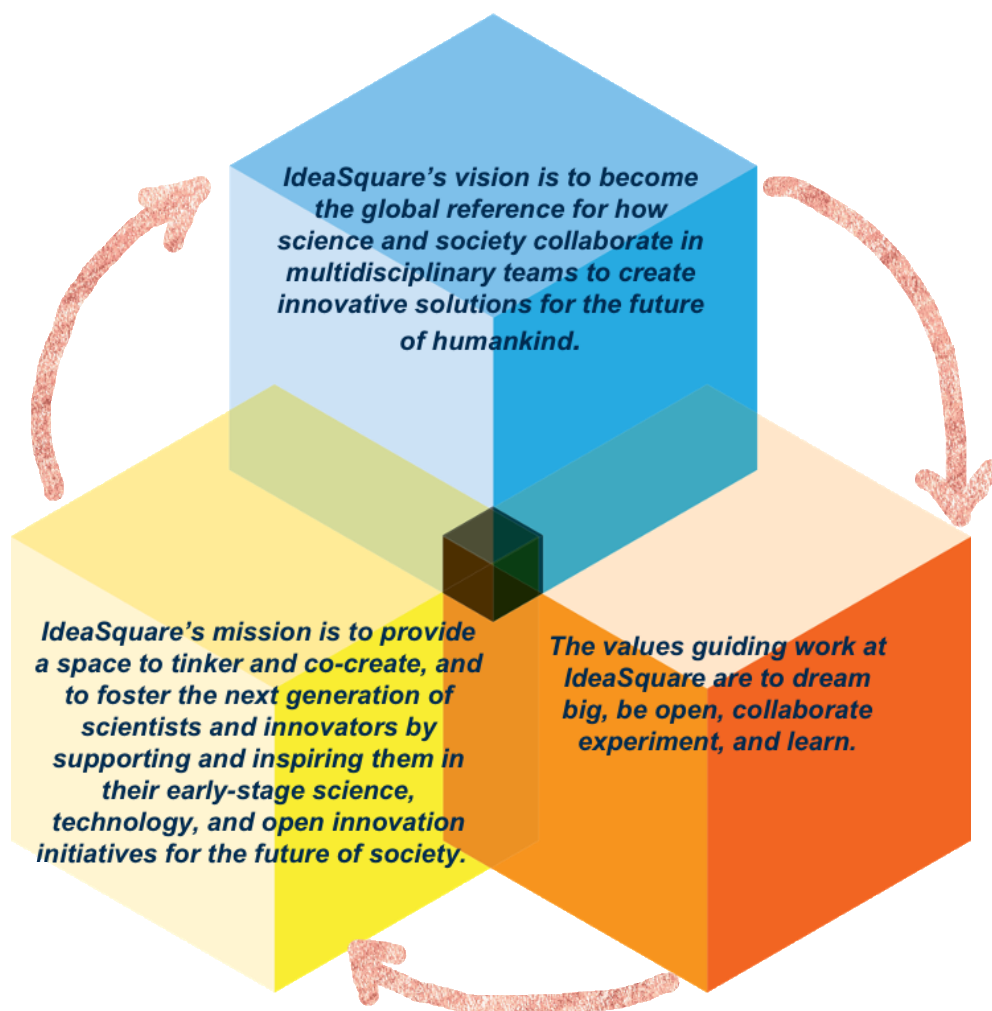 IdeaSquare's vision is to become
the global reference for how
science and society collaborate in
multidisciplinary teams to create
innovative solutions for the future
of humankind.
IdeaSquare's mission is to provide
a space to tinker and co-create, and
to foster the next generation of
scientists and innovators by
supporting and inspiring them in
their early-stage science,
technology, and open innovation
initiatives for the future of society.
The values guiding work at
IdeaSquare are to dream
big, be open, collaborate
experiment, and learn.